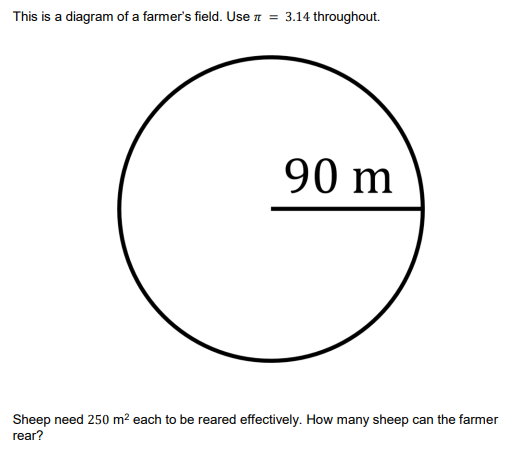 This is a diagram of a farmer's field. Use π = 3.14 throughout.
90 m
Sheep need 250 m² each to be reared effectively. How many sheep can the farmer
rear?